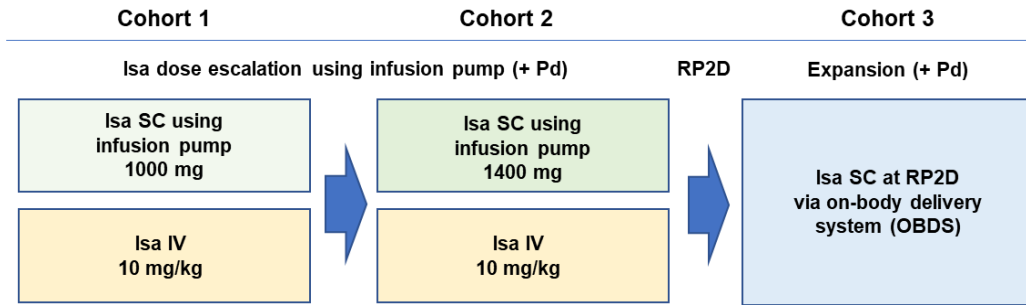 Cohort 1
Cohort 2
Cohort 3
Isa dose escalation using infusion pump (+ Pd)
RP2D
Expansion (+ Pd)
Isa SC using
infusion pump
1000 mg
Isa SC using
infusion pump
1400 mg
Isa SC at RP2D
via on-body delivery
system (OBDS)
Isa IV
10 mg/kg
Isa IV
10 mg/kg